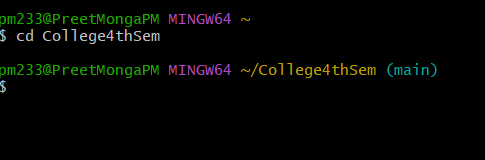 pm233@PreetMongaPM MINGW64 ~
$ cd College4thSem
pm233@PreetMongaPM MINGW64 ~/College4thSem (main)
$